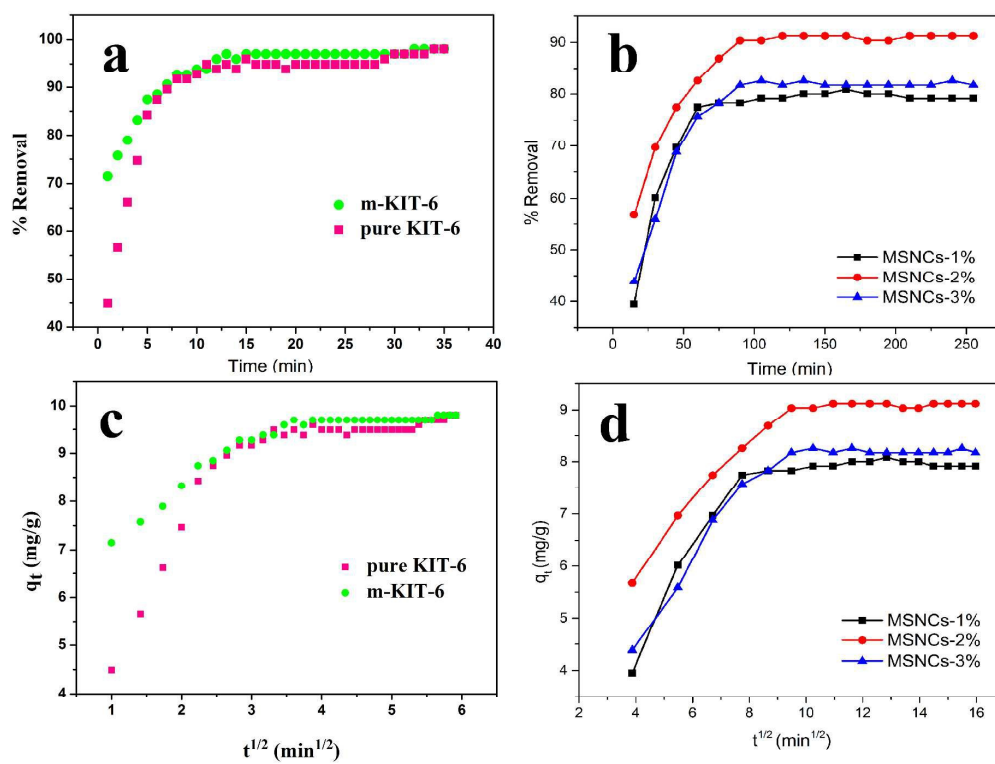 a
% Removal
100
90
80
70
60
50
40
m-KIT-6
pure KIT-6
0
5
10
15
20
25
30
35
40
Time (min)
b
% Removal
90
80
70
60
50
40
MSNCs-1%
MSNCs-2%
MSNCs-3%
0
50
100
150
200
250
Time (min)
c
qt (mg/g)
10
9
8
7
6
5
4
pure KIT-6
m-KIT-6
1
2
3
4
5
6
t1/2 (min1/2)
d
qt (mg/g)
9
8
7
6
5
4
MSNCs-1%
MSNCs-2%
MSNCs-3%
2
4
6
8
10
12
14
16
t1/2 (min1/2)